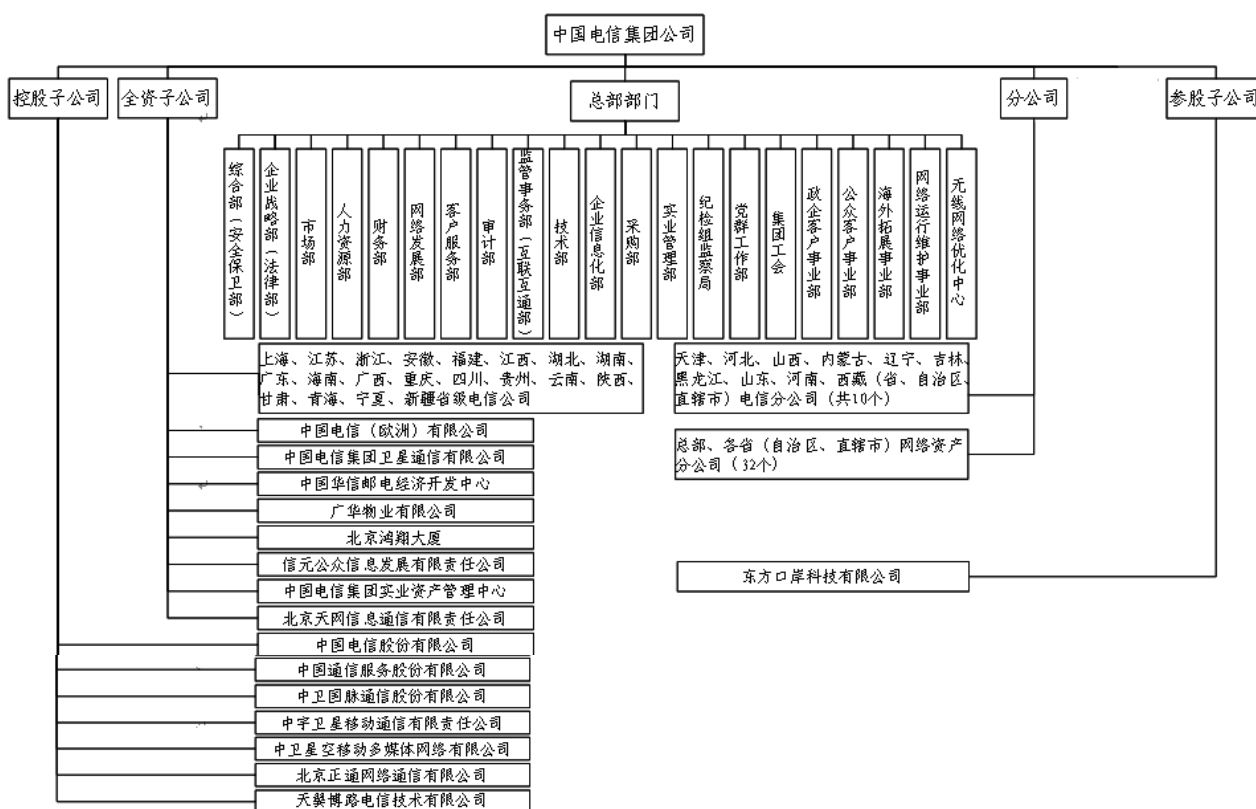 中国电信集团公司
控股子公司
全资子公司
总部部门
分公司
参股子公司
综合部（安全保卫部）
企业战略部（法律部）
市场部
人力资源部
财务部
网络发展部
客户服务部
审计部
监管事务部（互联互通部）
技术部
企业信息化部
采购部
实业管理部
纪检组监察局
党群工作部
集团工会
政企客户事业部
公众客户事业部
海外拓展事业部
网络运行维护事业部
无线网络优化中心
上海、江苏、浙江、安徽、福建、江西、湖北、湖南、
广东、海南、广西、重庆、四川、贵州、云南、陕西、
甘肃、青海、宁夏、新疆省级电信公司
天津、河北、山西、内蒙古、辽宁、吉林、
黑龙江、山东、河南、西藏（省、自治区、
直辖市）电信分公司（共10个）
中国电信（欧洲）有限公司
中国电信集团卫星通信有限公司
中国华信邮电经济开发中心
广华物业有限公司
北京鸿翔大厦
信元公众信息发展有限责任公司
中国电信集团实业资产管理中心
北京天网信息通信有限责任公司
中国电信股份有限公司
中国通信服务股份有限公司
中卫国脉通信股份有限公司
中宇卫星移动通信有限责任公司
中卫星空移动多媒体网络有限公司
北京正通网络通信有限公司
天翼博路电信技术有限公司
总部、各省（自治区、直辖市）网络资产
分公司（32个）
东方口岸科技有限公司